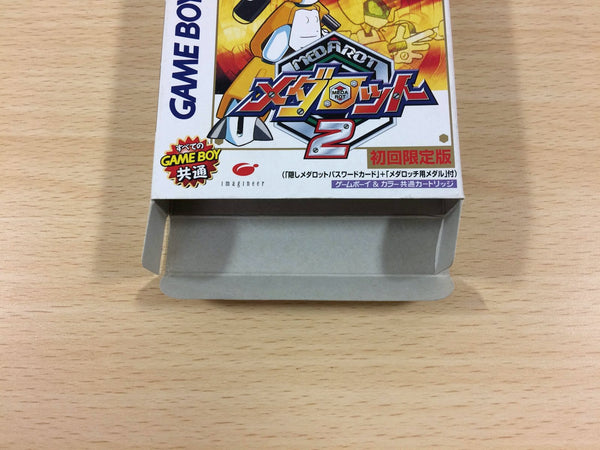 GAME BOY
MEDAROT
メダロット
MEDA
ROT
2
すべての
GAME BOY
共通
imagineer
初回限定版
(「隠しメダロットパスワードカード」+「メダロッチ用メダル」付)
ゲームボーイ&カラー共通カートリッジ